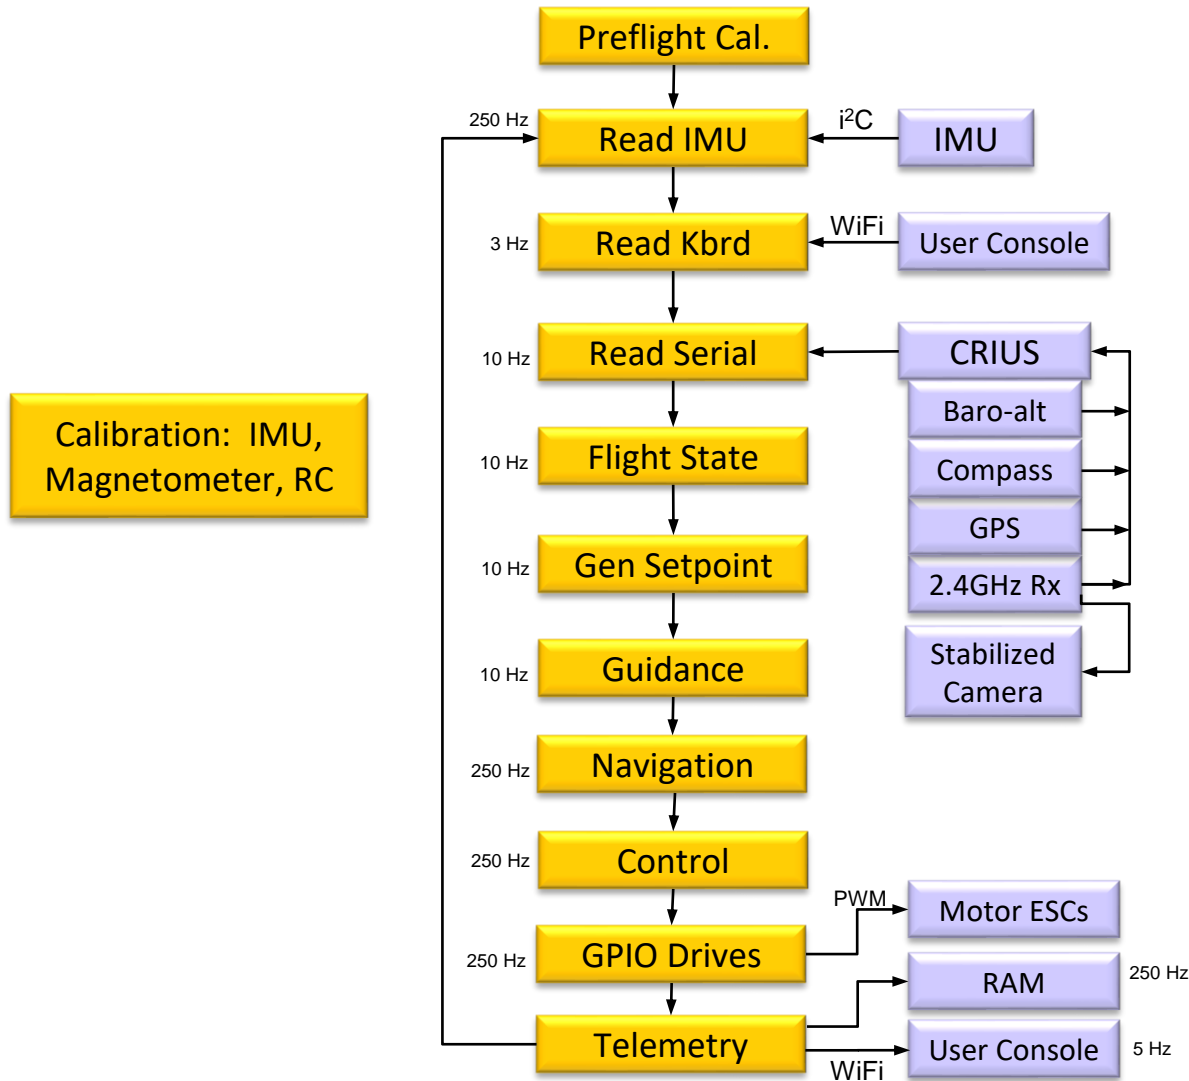 Preflight Cal.
250 Hz
Read IMU
i²C
IMU
3 Hz
Read Kbrd
WiFi
User Console
10 Hz
Read Serial
CRIUS
Baro-alt
Calibration:  IMU,
Magnetometer, RC
10 Hz
Flight State
Compass
GPS
10 Hz
Gen Setpoint
2.4GHz Rx
10 Hz
Guidance
Stabilized
Camera
250 Hz
Navigation
250 Hz
Control
PWM
Motor ESCs
250 Hz
GPIO Drives
RAM
250 Hz
Telemetry
WiFi
User Console
5 Hz